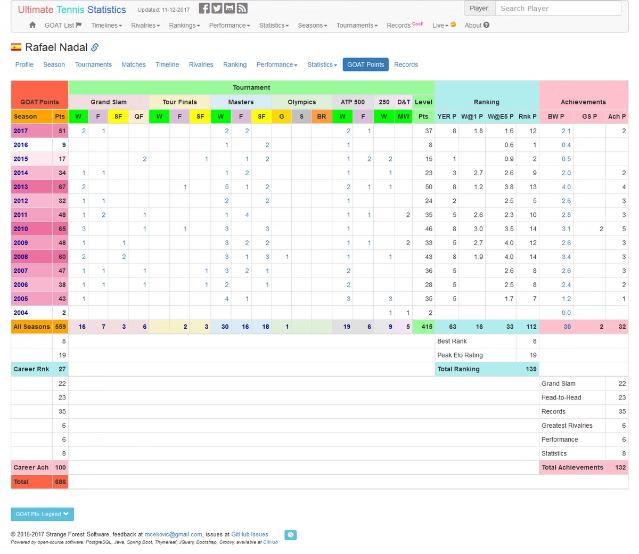 Ultimate Tennis Statistics Updated: 11-12-2017 Player Search Player
GOAT List Timelines Rivalries Rankings Performance Statistics Seasons Tournaments Records Live About
Rafael Nadal
Profile Season Tournaments Matches Timeline Rivalries Ranking Performance Statistics GOAT Points Records
Tournament
GOAT Points Grand Slam Tour Finals Masters Olympics ATP 500 250 D&T Level Ranking Achievements
Season Pts W F SF QF W F SF W F SF G S BR W F W MW Pts YER P W@1 P W@E5 P Rnk P BW P GS P Ach P
2017 51 2 1 2 2 2 1 37 8 1.8 1.6 12 2.1 2
2016 9 1 2 1 8 0.6 1 0.4
2015 17 2 1 1 2 1 2 2 15 1 0.9 2 0.5
2014 34 1 1 1 2 1 1 23 3 2.7 2.6 9 2.0 2
2013 67 2 1 5 1 2 2 1 1 50 8 1.2 3.8 13 4.0 4
2012 32 1 1 2 2 1 24 2 2.5 5 2.6 3
2011 48 1 2 1 1 4 1 1 2 35 5 2.6 2.3 10 2.8 3
2010 65 3 1 1 3 3 1 46 8 3.0 3.5 14 3.1 2 5
2009 48 1 1 3 2 2 1 1 2 33 5 2.7 4.0 12 2.6 3
2008 60 2 2 3 1 3 1 2 1 43 8 1.9 4.0 14 3.4 3
2007 47 1 1 1 1 3 2 1 2 36 5 2.6 8 2.6 3
2006 38 1 1 1 1 2 2 1 28 5 2.5 8 2.4 2
2005 43 1 4 1 3 3 35 5 1.7 7 1.2 1
2004 2 1 1 2 0.0
All Seasons 559 16 7 3 6 2 3 30 16 18 1 19 6 9 5 415 63 16 33 112 30 2 32
8 Best Rank 8
19 Peak Elo Rating 19
Career Rnk 27 Total Ranking 139
22 Grand Slam 22
23 Head-to-Head 23
35 Records 35
6 Greatest Rivalries 6
6 Performance 6
8 Statistics 8
Career Ach 100 Total Achievements 132
Total 686
GOAT Pts. Legend
© 2015-2017 Strange Forest Software, feedback at mcekovic@gmail.com, issues at GitHub Issues
Powered by open-source software: PostgreSQL, Java, Spring Boot, Thymeleaf, JQuery, Bootstrap, Groovy, available at GitHub